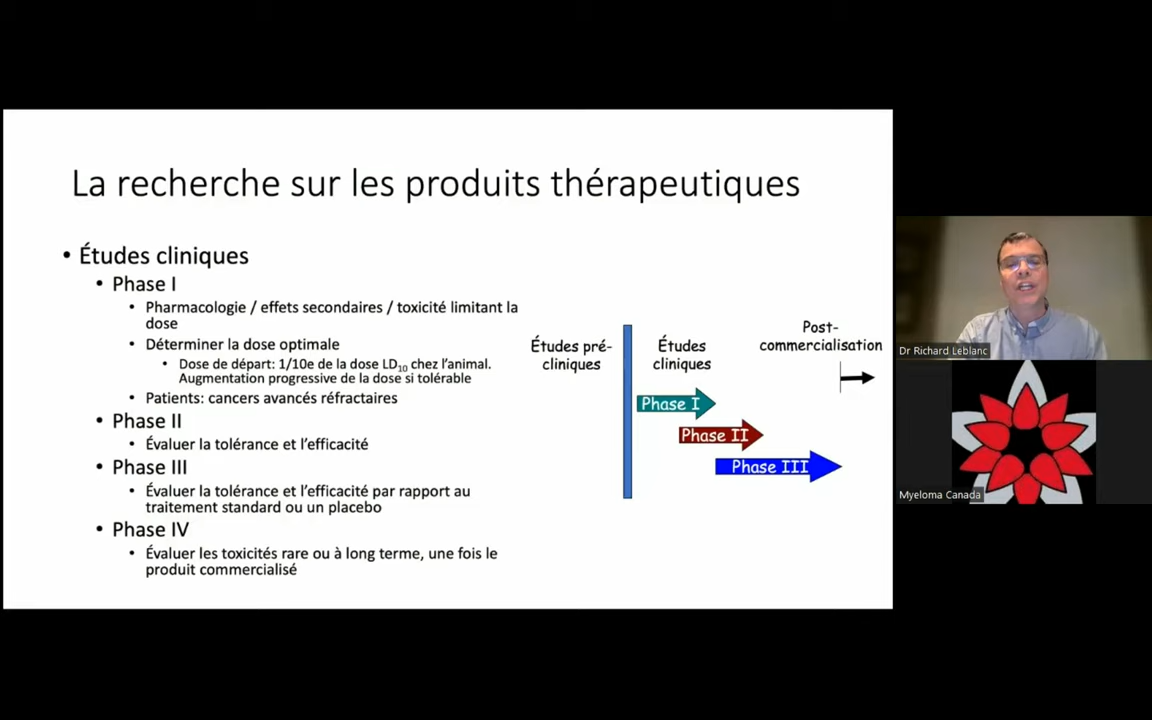 La recherche sur les produits thérapeutiques
• Études cliniques
• Phase I
• Pharmacologie / effets secondaires / toxicité limitant la
dose
• Déterminer la dose optimale
• Dose de départ: 1/10e de la dose LD10 chez l'animal.
Augmentation progressive de la dose si tolérable
• Patients: cancers avancés réfractaires
• Phase II
• Évaluer la tolérance et l'efficacité
• Phase III
• Évaluer la tolérance et l'efficacité par rapport au
traitement standard ou un placebo
• Phase IV
• Évaluer les toxicités rare ou à long terme, une fois le
produit commercialisé
Études pré-
cliniques
Études
cliniques
Post-
commercialisation
Phase I
Phase II
Phase III
Dr Richard Leblanc
Myeloma Canada